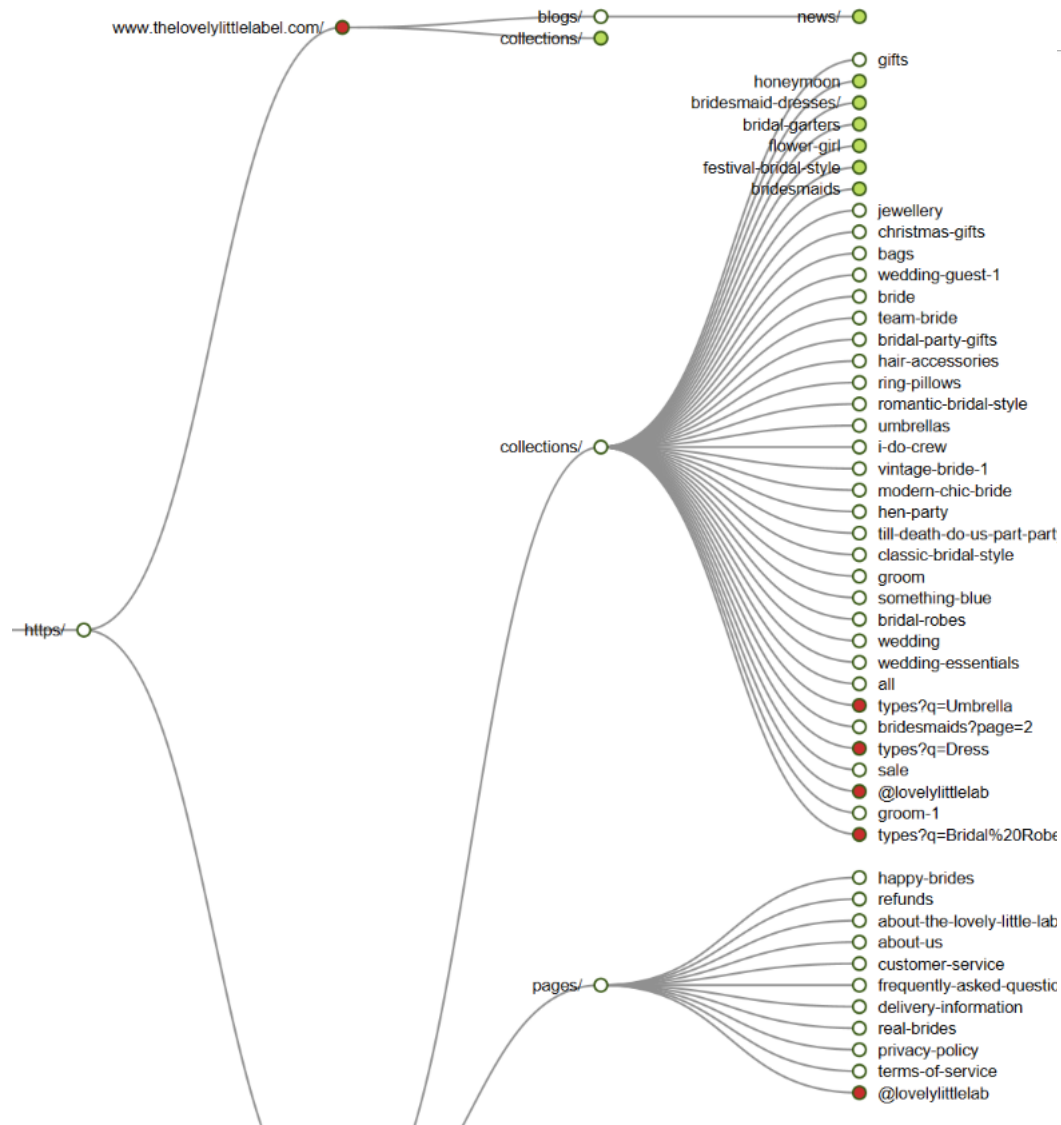 www.thelovelylittlelabel.com/
blogs/
news/
collections/
gifts
honeymoon
bridesmaid-dresses/
bridal-garters
flower-girl
festival-bridal-style
bridesmaids
jewellery
christmas-gifts
bags
wedding-guest-1
bride
team-bride
bridal-party-gifts
hair-accessories
ring-pillows
romantic-bridal-style
umbrellas
collections/
i-do-crew
vintage-bride-1
modern-chic-bride
hen-party
till-death-do-us-part-part
classic-bridal-style
groom
something-blue
bridal-robes
https/
wedding
wedding-essentials
all
types?q=Umbrella
bridesmaids?page=2
types?q=Dress
sale
@lovelylittlelab
groom-1
types?q=Bridal%20Robe
happy-brides
refunds
about-the-lovely-little-lab
about-us
customer-service
pages/
frequently-asked-questio
delivery-information
real-brides
privacy-policy
terms-of-service
@lovelylittlelab